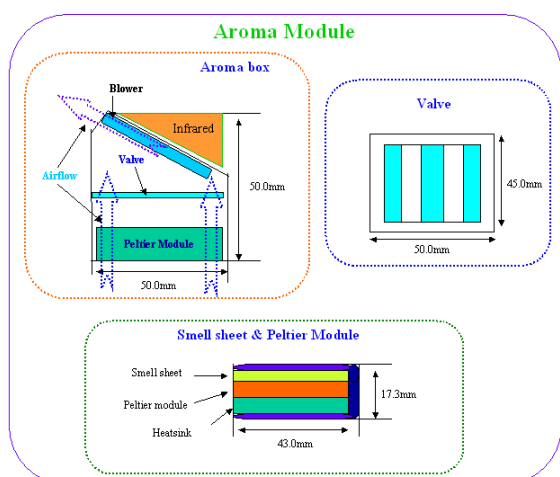 Aroma Module
Aroma box
Blower
Infrared
Valve
Airflow
50.0mm
Peltier Module
50.0mm
Valve
45.0mm
50.0mm
Smell sheet & Peltier Module
Smell sheet
Peltier module
Heatsink
17.3mm
43.0mm